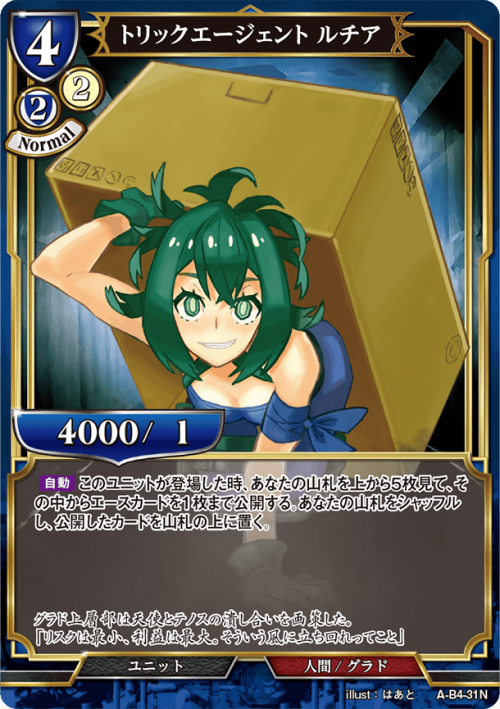 4
トリックエージェント ルチア
2
2
Normal
4000/ 1
自動 このユニットが登場した時、あなたの山札を上から5枚見て、そ
の中からエースカードを1枚まで公開する。あなたの山札をシャッフル
し、公開したカードを山札の上に置く。
グラド上層部は天使とテノスの潰し合いを画策した。
「リスクは最小、利益は最大。そういう風に立ち回れってこと」
ユニット
人間 / グラド
illust：はあと
A-B4-31N